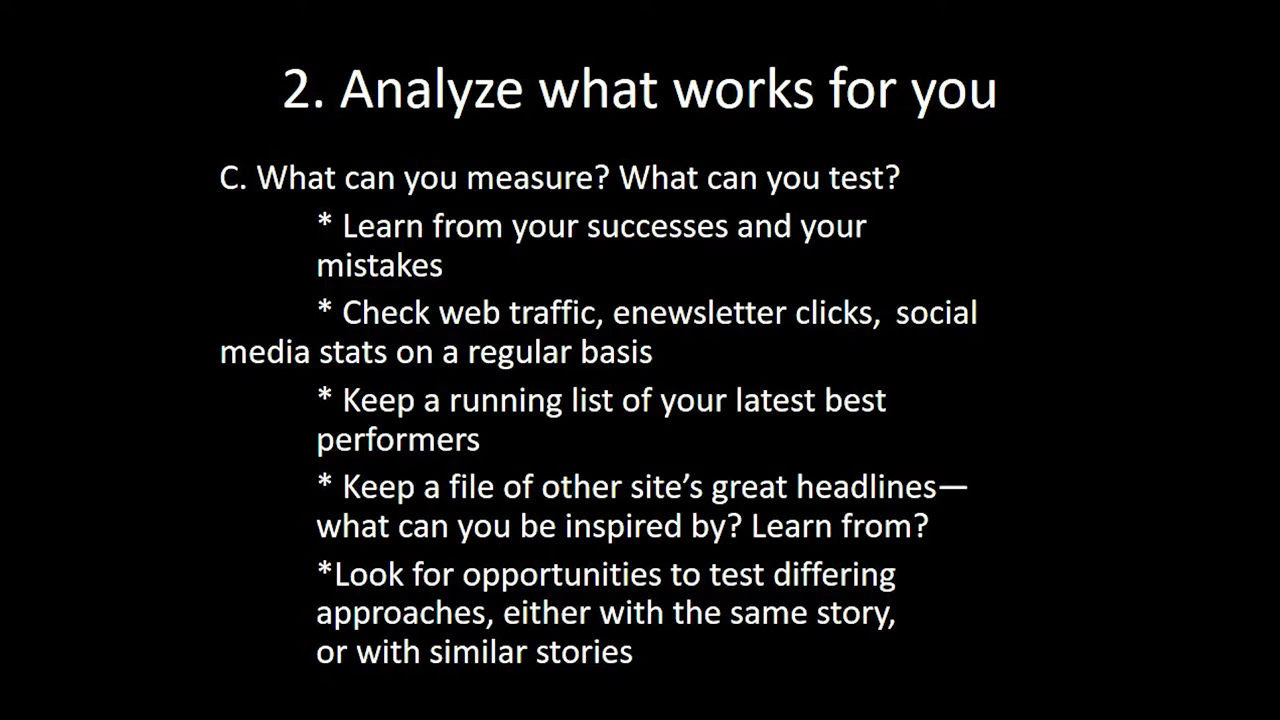 2. Analyze what works for you
C. What can you measure? What can you test?
* Learn from your successes and your
mistakes
* Check web traffic, enewsletter clicks,  social
media stats on a regular basis
* Keep a running list of your latest best
performers
* Keep a file of other site’s great headlines—
what can you be inspired by? Learn from?
*Look for opportunities to test differing
approaches, either with the same story,
or with similar stories